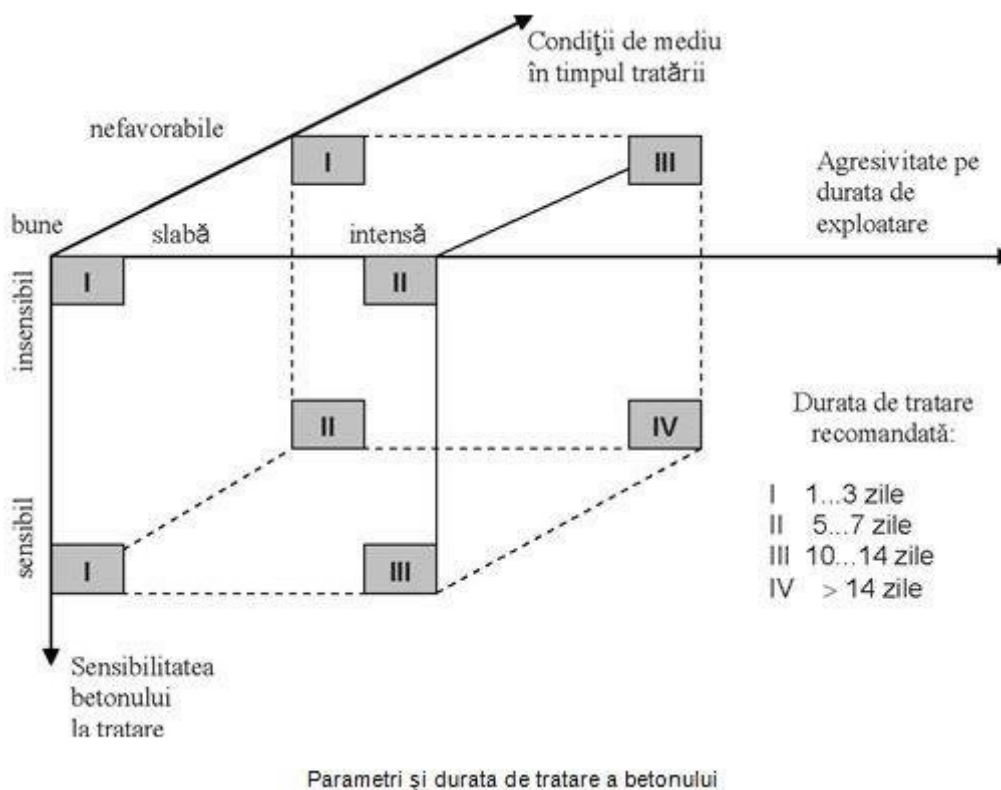 Condiţii de mediu
în timpul tratării
nefavorabile
I
III
Agresivitate pe
durata de
exploatare
bune
slabă
intensă
I
II
insensibil
II
IV
Durata de tratare
recomandată:
I 1...3 zile
II 5...7 zile
III 10...14 zile
IV > 14 zile
sensibil
I
III
Sensibilitatea
betonului
la tratare
Parametri şi durata de tratare a betonului